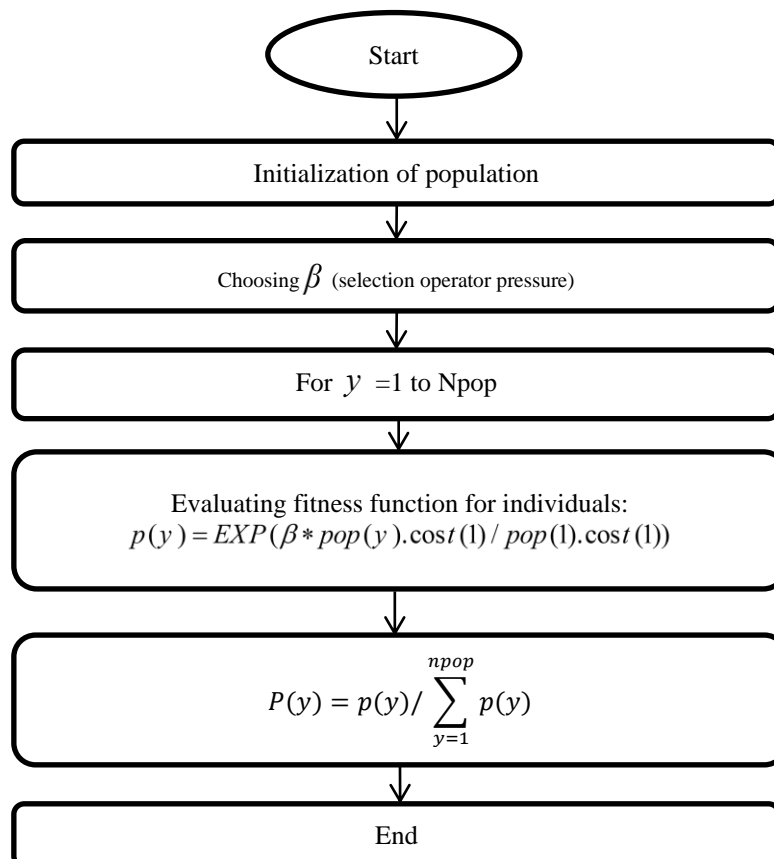 Start
Initialization of population
Choosing β (selection operator pressure)
For y =1 to Npop
Evaluating fitness function for individuals:
p(y) = EXP(β * pop(y).cost(1) / pop(1).cost(1))
npop
P(y) = p(y)/ ∑ p(y)
y=1
End